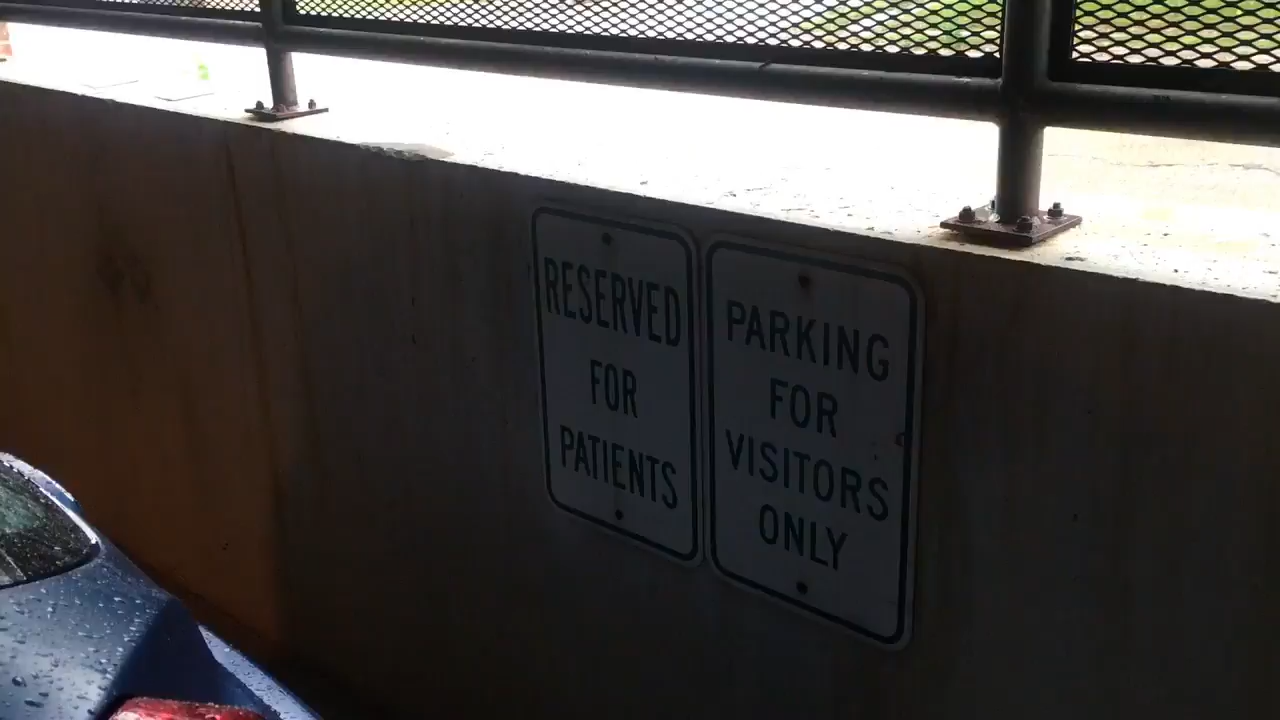 RESERVED
FOR
PATIENTS
PARKING
FOR
VISITORS
ONLY